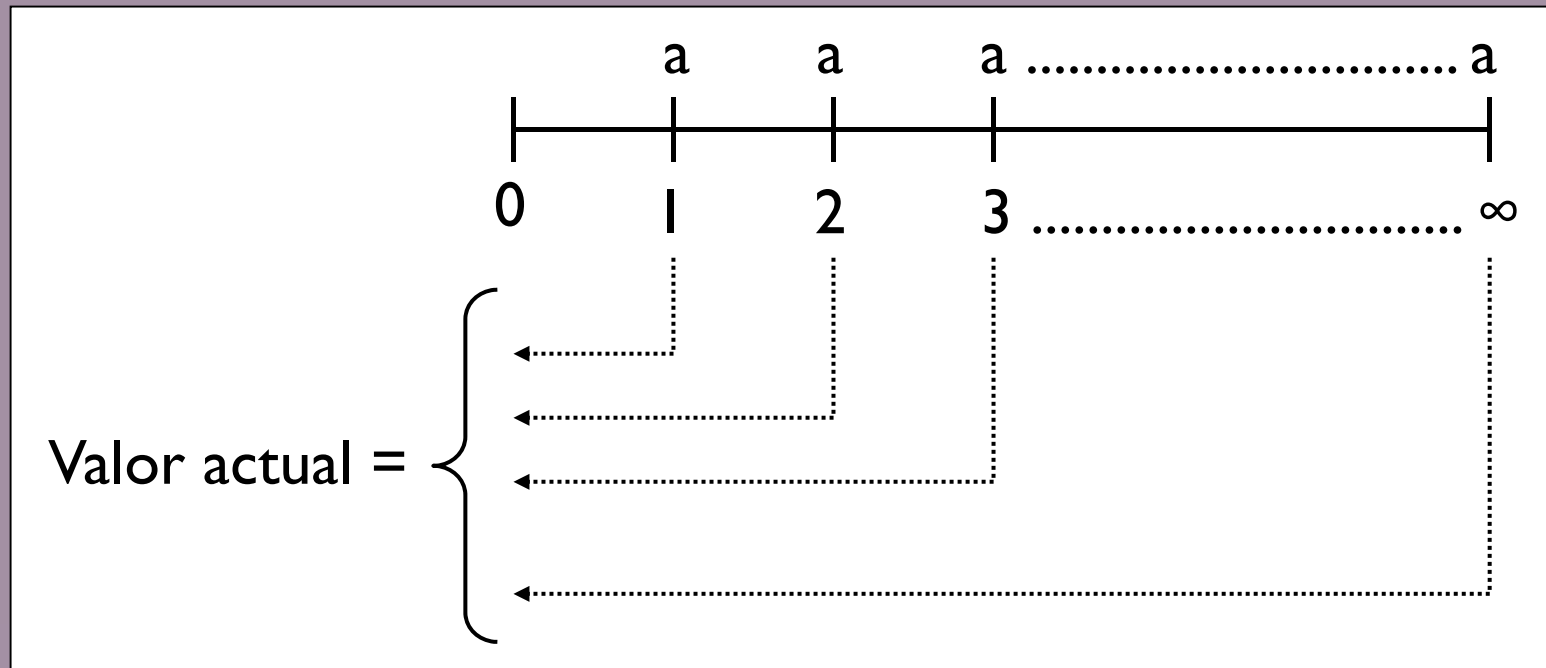 a a a .............................. a
0 1 2 3 .............................. ∞
Valor actual =